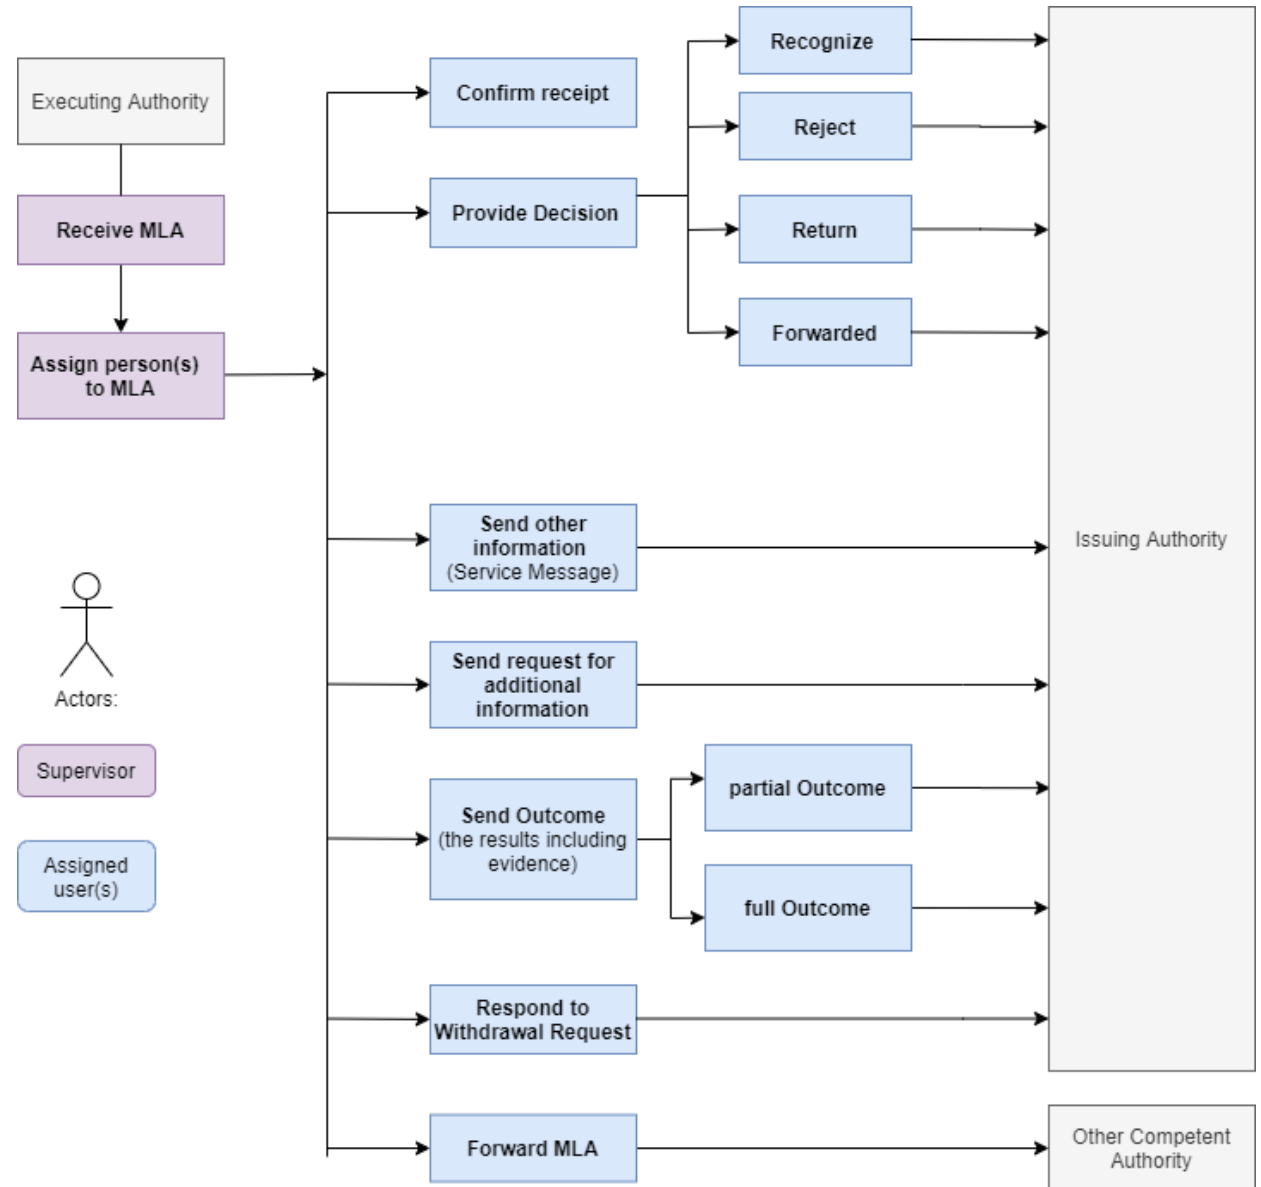 Executing Authority
Receive MLA
Assign person(s)
to MLA
Actors:
Supervisor
Assigned
user(s)
Confirm receipt
Provide Decision
Recognize
Reject
Return
Forwarded
Send other
information
(Service Message)
Send request for
additional
information
Send Outcome
(the results including
evidence)
partial Outcome
full Outcome
Respond to
Withdrawal Request
Forward MLA
Issuing Authority
Other Competent
Authority